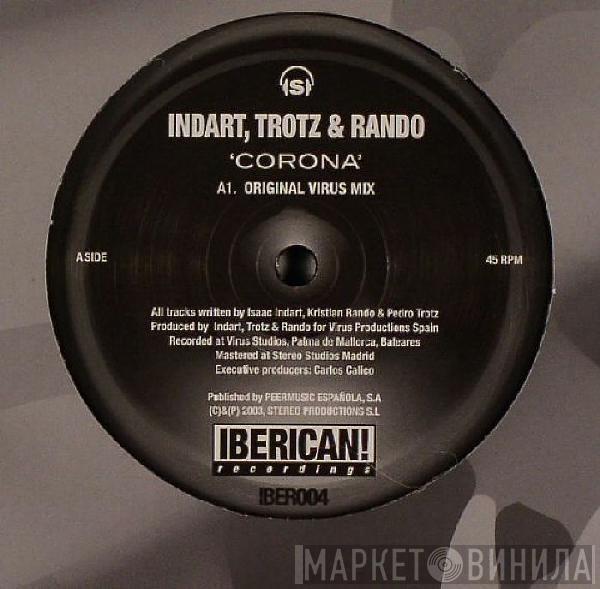 S
INDART, TROTZ & RANDO
'CORONA'
A1. ORIGINAL VIRUS MIX
A SIDE
45 RPM
All tracks written by Isaac Indart, Kristian Rando & Pedro Trotz
Produced by Indart, Trotz & Rando for Virus Productions Spain
Recorded at Virus Studios, Palma de Mallorca, Baleares
Mastered at Stereo Studios Madrid
Executive producers: Carlos Calico
Published by PEERMUSIC ESPAÑOLA, S.A
(C)&(P) 2003, STEREO PRODUCTIONS S.L
IBERICAN!
recordings
IBER004
МАРКЕТ ВИНИЛА